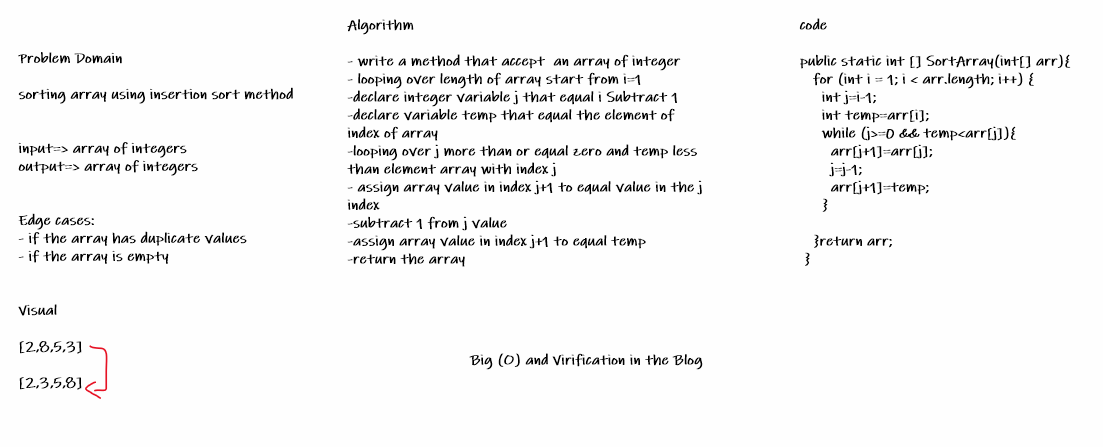 Problem Domain
sorting array using insertion sort method
input=> array of integers
output=> array of integers
Edge cases:
- if the array has duplicate values
- if the array is empty
Visual
[2,8,5,3]
[2,3,5,8]
Algorithm
- write a method that accept an array of integer
- looping over length of array start from i=1
-declare integer variable j that equal i Subtract 1
-declare variable temp that equal the element of
index of array
-looping over j more than or equal zero and temp less
than element array with index j
- assign array value in index j+1 to equal value in the j
index
-subtract 1 from j value
-assign array value in index j+1 to equal temp
-return the array
Big (O) and Virification in the Blog
code
public static int [] SortArray(int[] arr){
for (int i = 1; i < arr.length; i++) {
int j=i-1;
int temp=arr[i];
while (j>=0 && temp<arr[j]){
arr[j+1]=arr[j];
j=j-1;
arr[j+1]=temp;
}
}return arr;
}